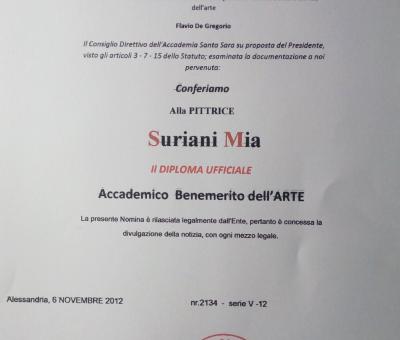 dell'arte
Flavio De Gregorio
Il Consiglio Direttivo dell'Accademia Santa Sara su proposta del Presidente,
visto gli articoli 3 - 7 - 15 dello Statuto; esaminata la documentazione a noi
pervenuta:
Conferiamo
Alla PITTRICE
Suriani Mia
Il DIPLOMA UFFICIALE
Accademico Benemerito dell'ARTE
La presente Nomina è rilasciata legalmente dall'Ente, pertanto è concessa la
divulgazione della notizia, con ogni mezzo legale.
Alessandria, 6 NOVEMBRE 2012 nr.2134 - serie V -12